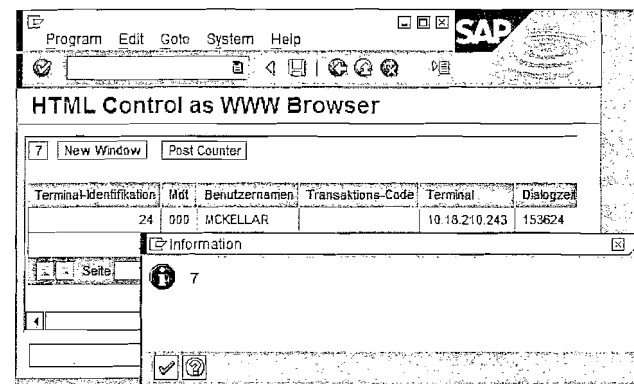 Program Edit Goto System Help
SAP
HTML Control as WWW Browser
7 New Window Post Counter
Terminal-Identifikation Mdt Benutzernamen Transaktions-Code Terminal Dialogzeit
24 000 MCKELLAR 10.18.210.243 153624
Information
Seite
7